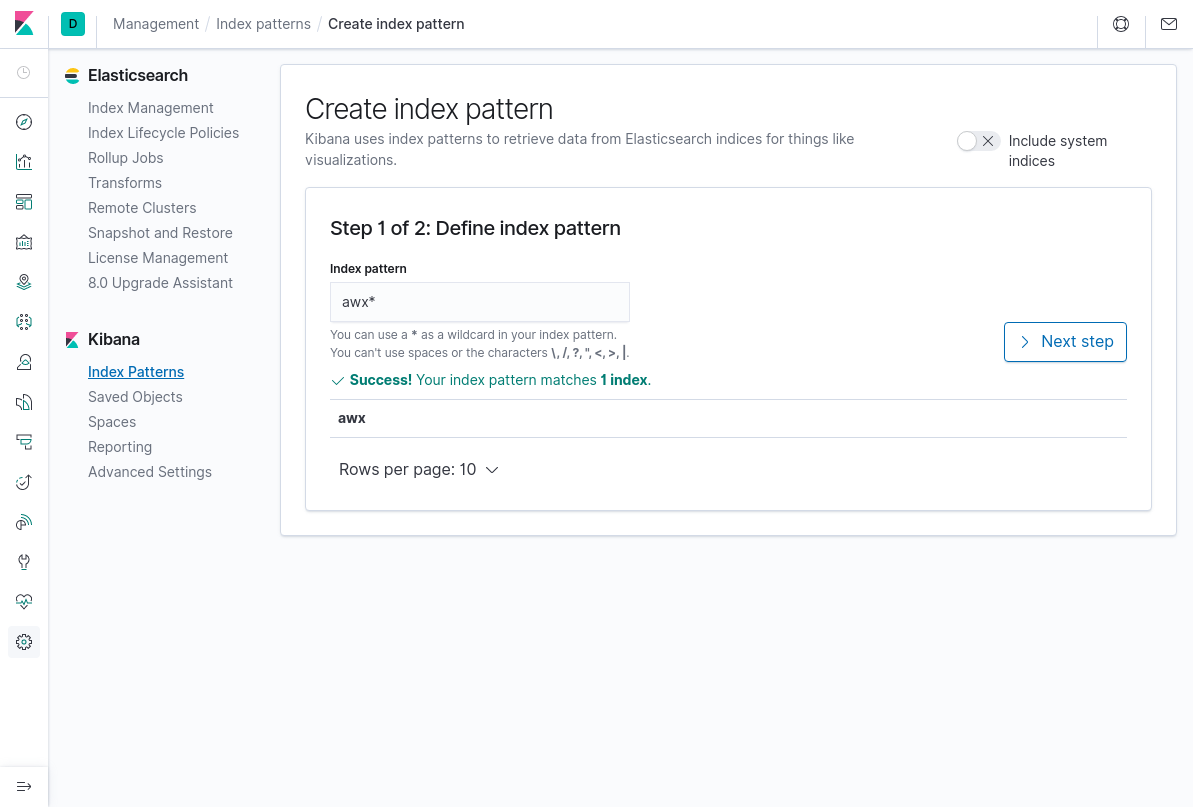 D
Management / Index patterns / Create index pattern
Elasticsearch
Index Management
Index Lifecycle Policies
Rollup Jobs
Transforms
Remote Clusters
Snapshot and Restore
License Management
8.0 Upgrade Assistant
Kibana
Index Patterns
Saved Objects
Spaces
Reporting
Advanced Settings
Create index pattern
Kibana uses index patterns to retrieve data from Elasticsearch indices for things like
visualizations.
Include system
indices
Step 1 of 2: Define index pattern
Index pattern
awx*
You can use a * as a wildcard in your index pattern.
You can't use spaces or the characters \, /, ?, ", <, >, |.
Next step
Success! Your index pattern matches 1 index.
awx
Rows per page: 10